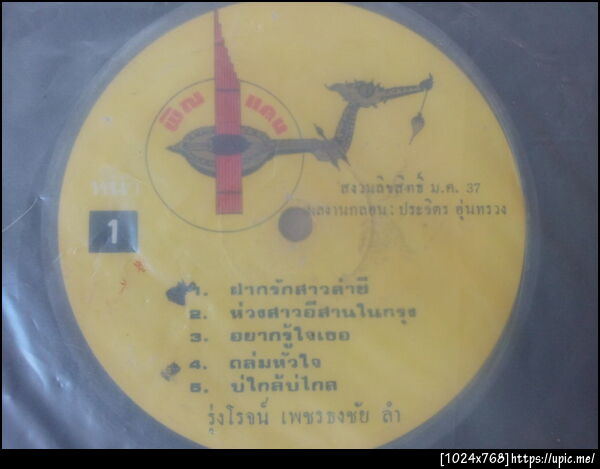 พิณ แคน
สงวนลิขสิทธ์ ม.ค. 37
ผลงานกลอน: ประจิตร อุ่นทรวง
หน้า
1
1. ฝากรักสาวลำยี
2. ห่วงสาวอีสานในกรุง
3. อยากรู้ใจเธอ
4. ถล่มหัวใจ
5. บ่ใกล้บ่ไกล
รุ่งโรจน์ เพชรธงชัย ลำ
[1024x768]https://upic.me/